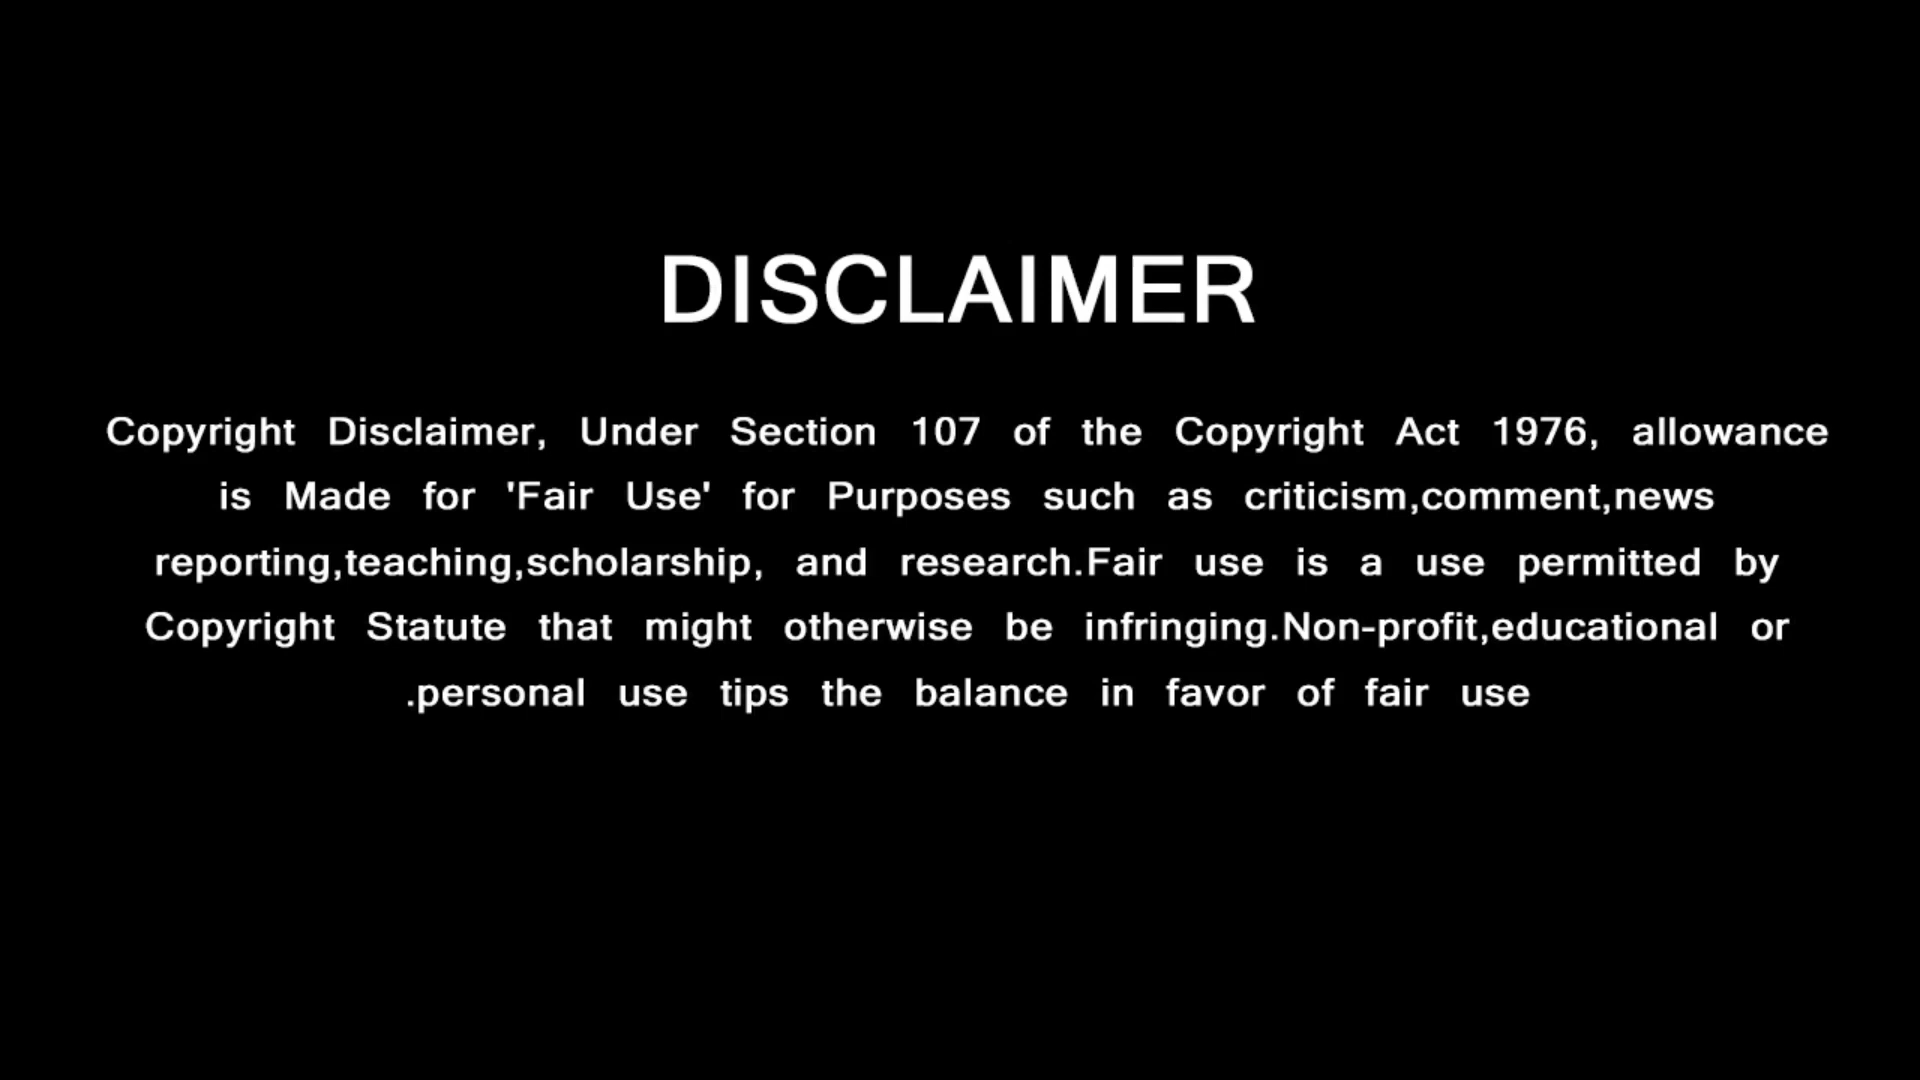 DISCLAIMER
Copyright Disclaimer, Under Section 107 of the Copyright Act 1976, allowance
is Made for 'Fair Use' for Purposes such as criticism,comment,news
reporting,teaching,scholarship, and research.Fair use is a use permitted by
Copyright Statute that might otherwise be infringing.Non-profit,educational or
.personal use tips the balance in favor of fair use